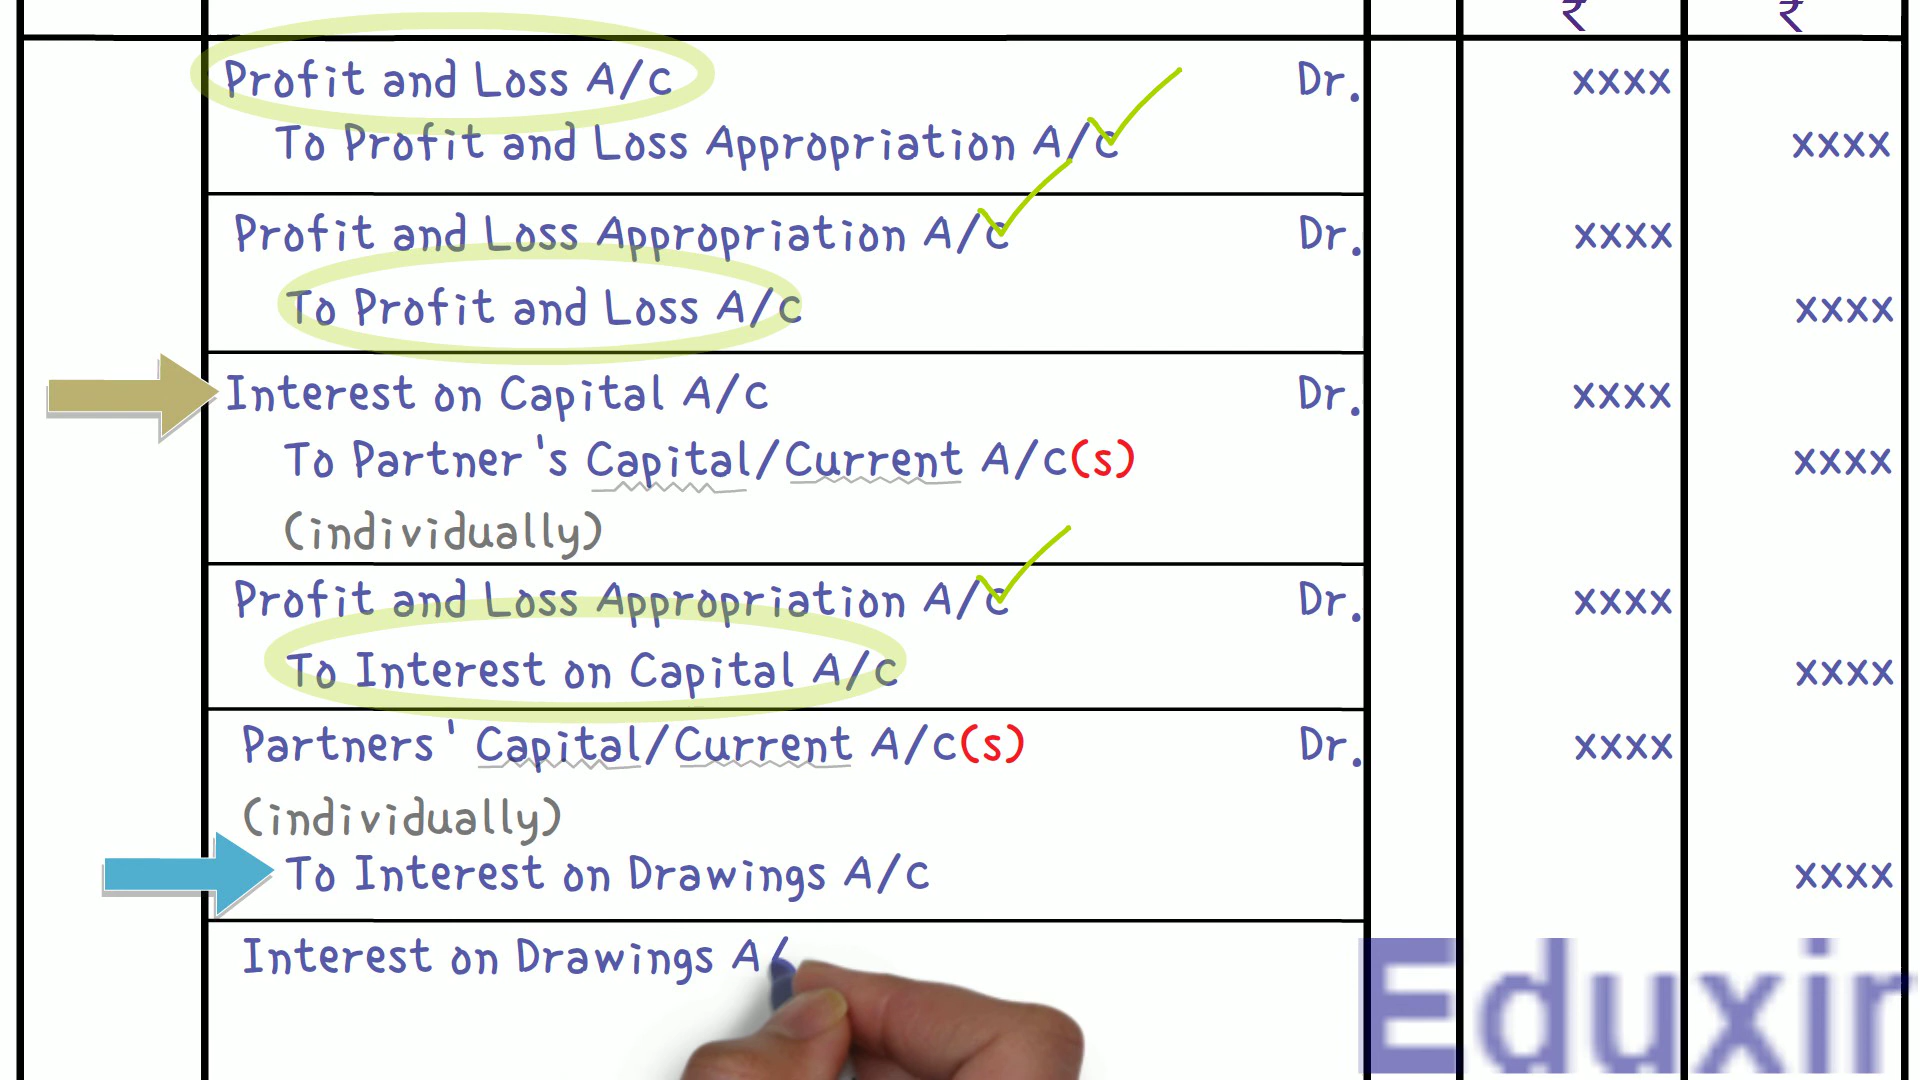 ₹ ₹
Profit and Loss A/c Dr. xxxx
To Profit and Loss Appropriation A/c xxxx
Profit and Loss Appropriation A/c Dr. xxxx
To Profit and Loss A/c xxxx
Interest on Capital A/c Dr. xxxx
To Partner's Capital/Current A/c(s) xxxx
(individually)
Profit and Loss Appropriation A/c Dr. xxxx
To Interest on Capital A/c xxxx
Partners' Capital/Current A/c(s) Dr. xxxx
(individually)
To Interest on Drawings A/c xxxx
Interest on Drawings A/
Eduxir